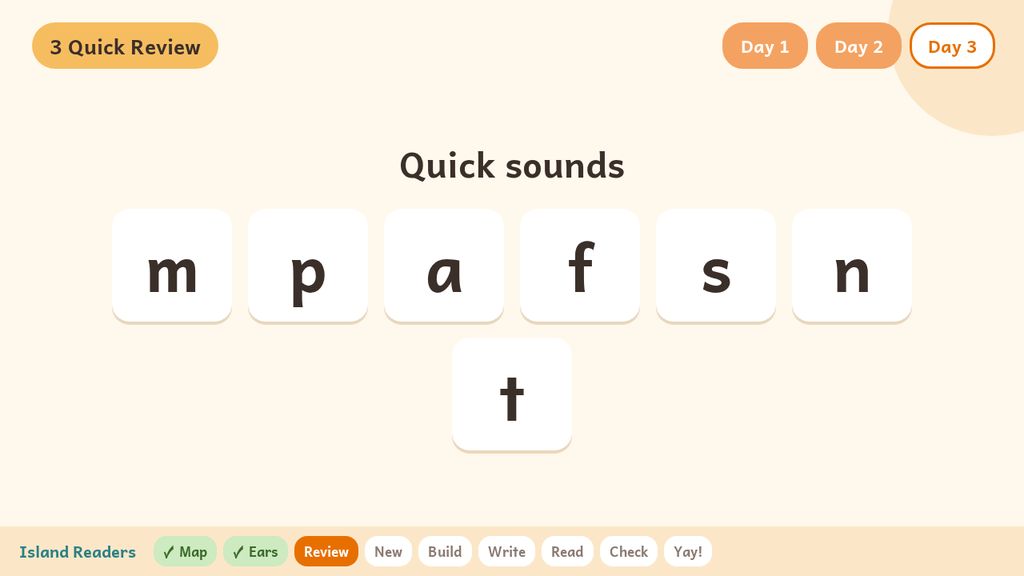 3 Quick Review
Day 1 Day 2 Day 3
Quick sounds
m p a f s n
t
Island Readers ✓ Map ✓ Ears Review New Build Write Read Check Yay!